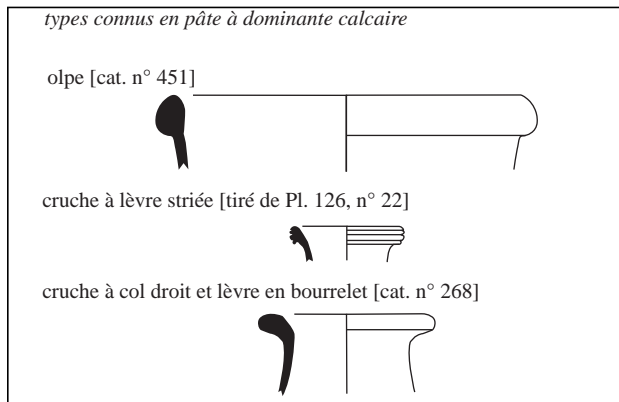 types connus en pâte à dominante calcaire
olpe [cat. n° 451]
cruche à lèvre striée [tiré de Pl. 126, n° 22]
cruche à col droit et lèvre en bourrelet [cat. n° 268]